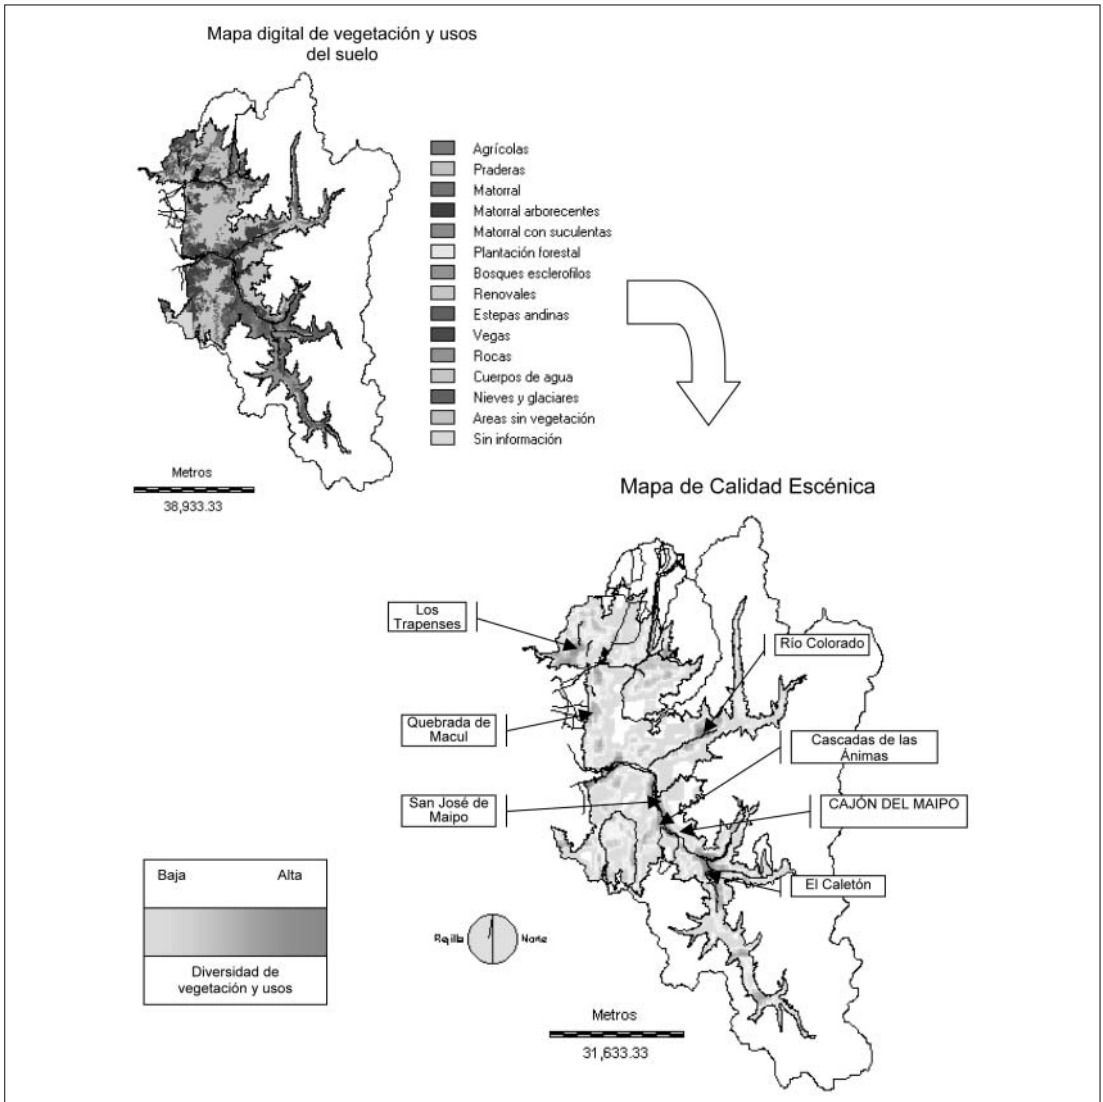 Mapa digital de vegetación y usos
del suelo
Agrícolas
Praderas
Matorral
Matorral arborecentes
Matorral con suculentas
Plantación forestal
Bosques esclerofilos
Renovales
Estepas andinas
Vegas
Rocas
Cuerpos de agua
Nieves y glaciares
Areas sin vegetación
Sin información
Metros
38,933.33
Mapa de Calidad Escénica
Los
Trapenses
Río Colorado
Quebrada de
Macul
Cascadas de las
Ánimas
San José de
Maipo
CAJÓN DEL MAIPO
El Caletón
Baja Alta
Diversidad de
vegetación y usos
Rejilla Norte
Metros
31,633.33